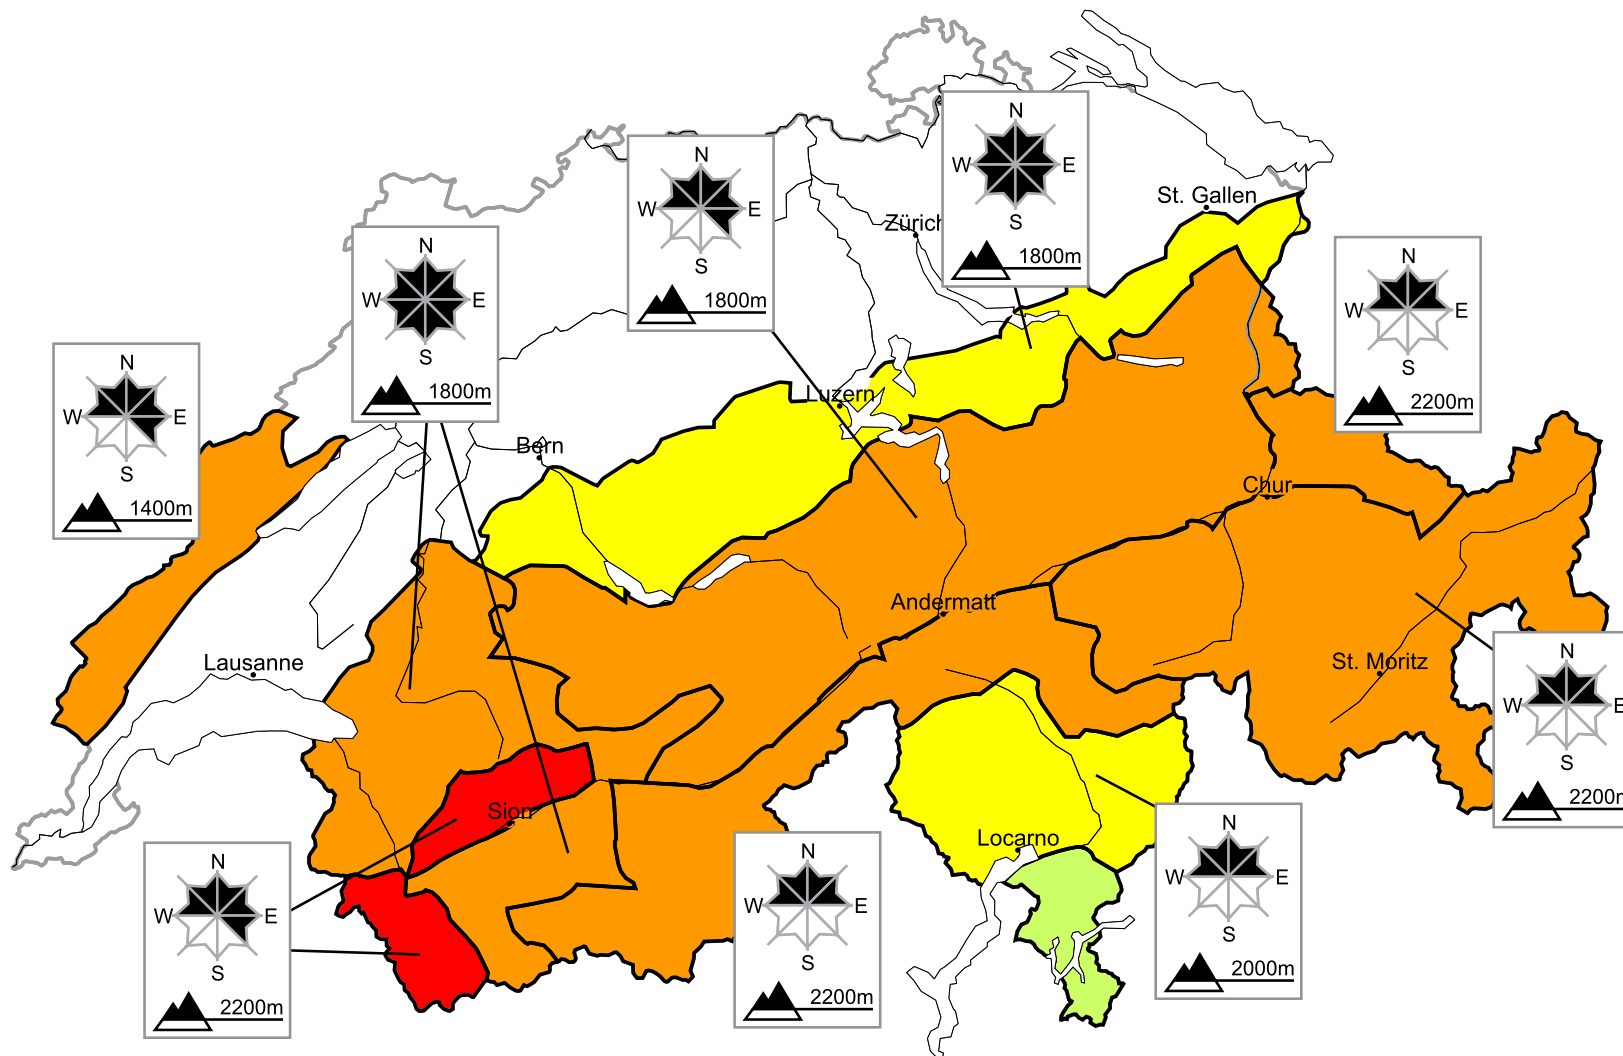 N
W E
S
1800m
St. Gallen
N
W E
S
1800m
Zürich
N
W E
S
1800m
N
W E
S
2200m
N
W E
S
1400m
Luzern
Bern
Chur
Andermatt
Lausanne
St. Moritz
N
W E
S
2200m
Sion
Locarno
N
W E
S
2200m
N
W E
S
2200m
N
W E
S
2000m